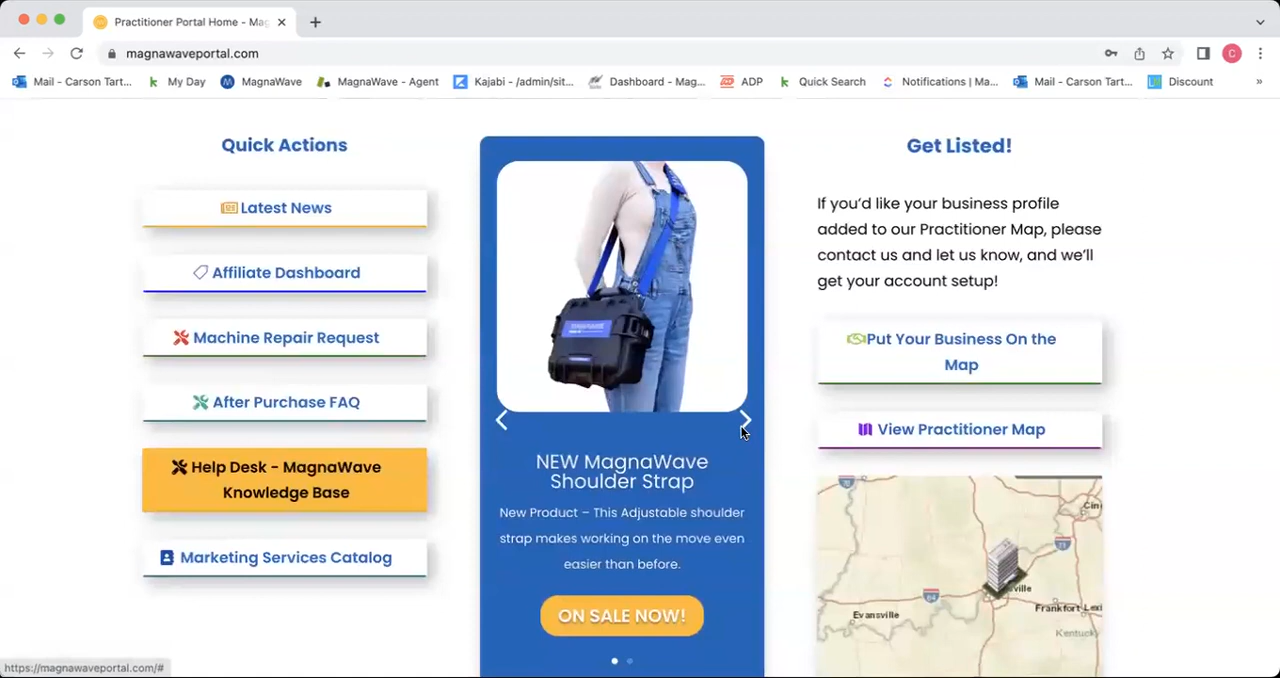 Practitioner Portal Home - Mag
magnawaveportal.com
C
Mail - Carson Tart...
My Day
MagnaWave
MagnaWave - Agent
Kajabi - /admin/sit...
Dashboard - Mag...
ADP
Quick Search
Notifications | Ma...
Mail - Carson Tart...
Discount
»
Quick Actions
Latest News
Affiliate Dashboard
Machine Repair Request
After Purchase FAQ
Help Desk - MagnaWave
Knowledge Base
Marketing Services Catalog
NEW MagnaWave
Shoulder Strap
New Product – This Adjustable shoulder
strap makes working on the move even
easier than before.
ON SALE NOW!
Get Listed!
If you’d like your business profile
added to our Practitioner Map, please
contact us and let us know, and we’ll
get your account setup!
Put Your Business On the
Map
View Practitioner Map
70
Cin
71
64
ville
Evansville
Frankfort
Lexi
Kentuck
https://magnawaveportal.com/#